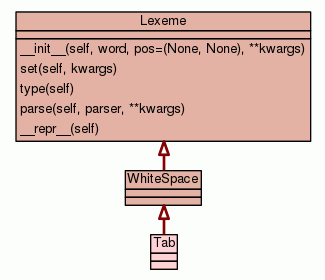 Lexeme
__init__(self, word, pos=(None, None), **kwargs)
set(self, kwargs)
type(self)
parse(self, parser, **kwargs)
__repr__(self)
WhiteSpace
Tab